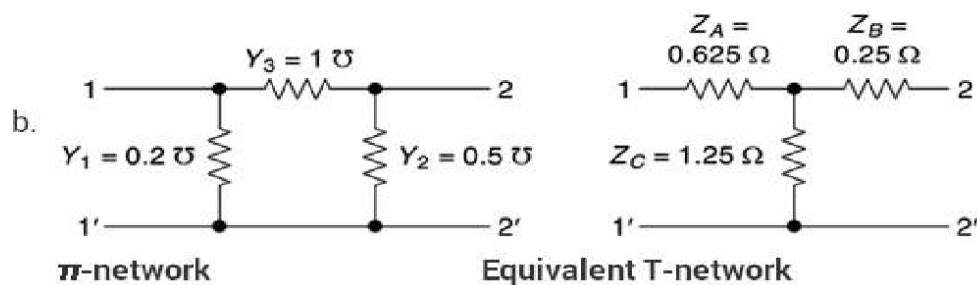 b.
Y3 = 1 ℧
1
2
Y1 = 0.2 ℧
Y2 = 0.5 ℧
1'
2'
π-network
ZA =
0.625 Ω
ZB =
0.25 Ω
1
2
ZC = 1.25 Ω
1'
2'
Equivalent T-network